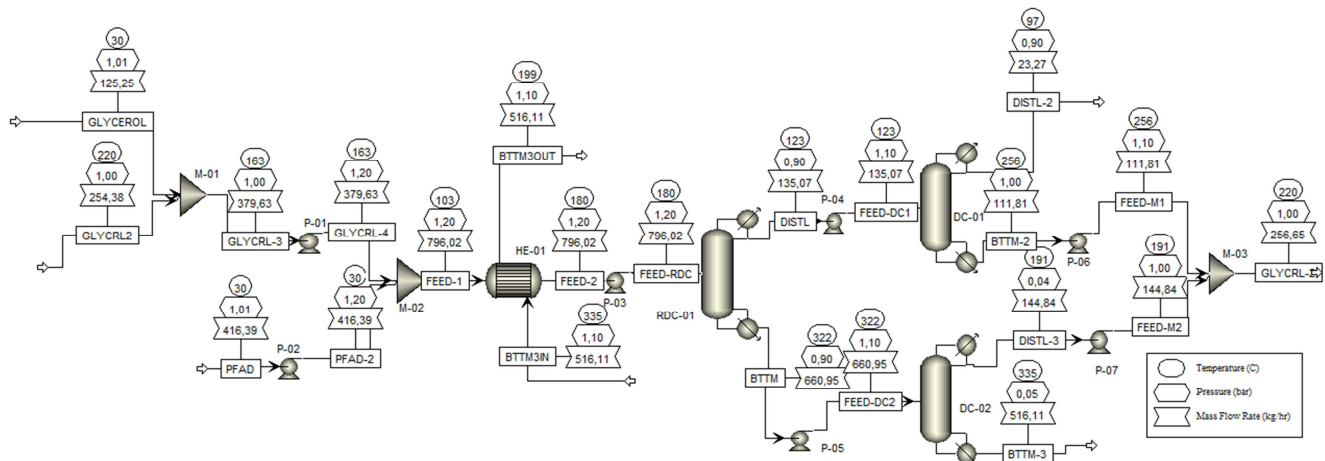 30
1,01
125,25
GLYCEROL
220
1,00
254,38
GLYCRL2
M-01
163
1,00
379,63
GLYCRL-3
P-01
163
1,20
379,63
GLYCRL-4
30
1,01
416,39
PFAD
P-02
30
1,20
416,39
PFAD-2
M-02
103
1,20
796,02
FEED-1
HE-01
199
1,10
516,11
BTTM3OUT
335
1,10
516,11
BTTM3IN
180
1,20
796,02
FEED-2
P-03
180
1,20
796,02
FEED-RDC
RDC-01
123
0,90
135,07
DISTL
P-04
123
1,10
135,07
FEED-DC1
DC-01
97
0,90
23,27
DISTL-2
256
1,00
111,81
BTTM-2
P-06
256
1,10
111,81
FEED-M1
322
0,90
660,95
BTTM
P-05
322
1,10
660,95
FEED-DC2
DC-02
191
0,04
144,84
DISTL-3
P-07
191
1,00
144,84
FEED-M2
335
0,05
516,11
BTTM-3
M-03
220
1,00
256,65
Temperature (C)
Pressure (bar)
Mass Flow Rate (kg/hr)